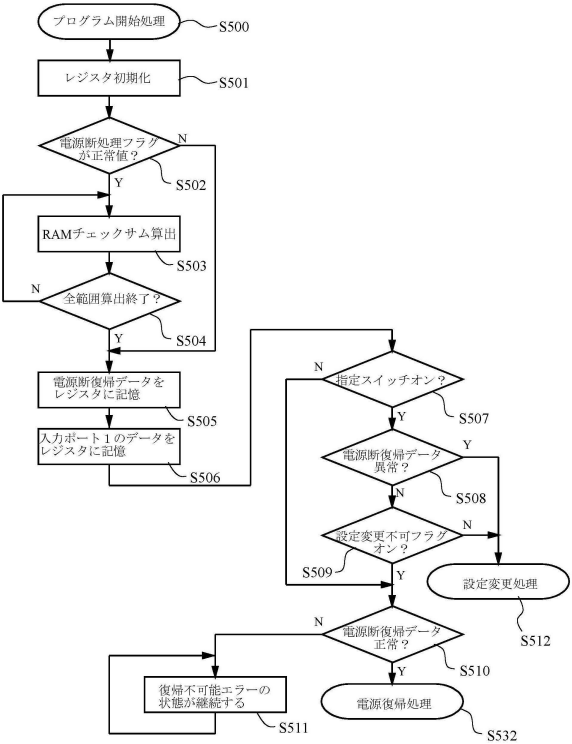 プログラム開始処理
S500
レジスタ初期化
S501
電源断処理フラグ
が正常値？
N
S502
Y
RAMチェックサム算出
S503
N
全範囲算出終了？
S504
Y
電源断復帰データを
レジスタに記憶
S505
入力ポート１のデータを
レジスタに記憶
S506
N
指定スイッチオン？
S507
Y
電源断復帰データ
異常？
Y
S508
N
設定変更不可フラグ
オン？
N
S509
Y
設定変更処理
S512
N
電源断復帰データ
正常？
S510
Y
復帰不可能エラーの
状態が継続する
S511
電源復帰処理
S532